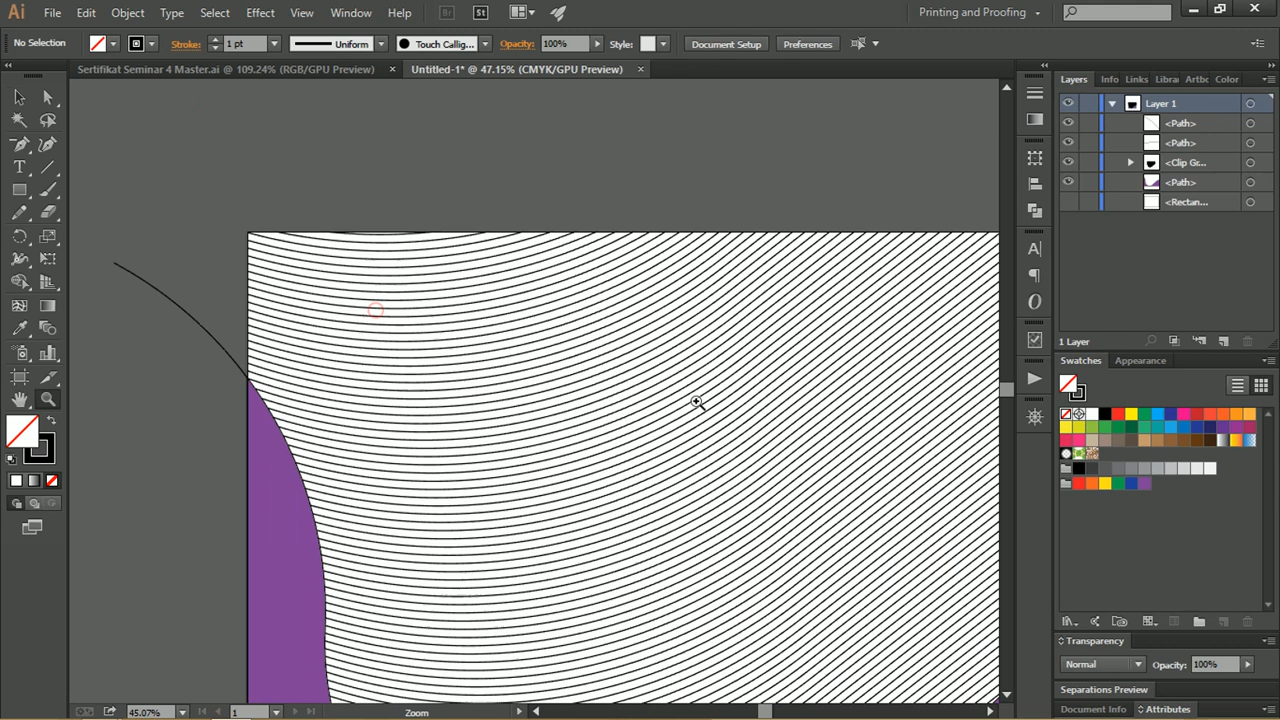 Ai File Edit Object Type Select Effect View Window Help Br St Printing and Proofing
No Selection Stroke: 1 pt Uniform Touch Callig... Opacity: 100% Style: Document Setup Preferences
Sertifikat Seminar 4 Master.ai @ 109.24% (RGB/GPU Preview) × Untitled-1* @ 47.15% (CMYK/GPU Preview) ×
Layers Info Links Librar Artbc Color
Layer 1
<Path>
<Path>
<Clip Gr...
<Path>
<Rectan...
1 Layer
Swatches Appearance
Transparency
Normal Opacity: 100%
Separations Preview
Document Info Attributes
45.07% 1 Zoom